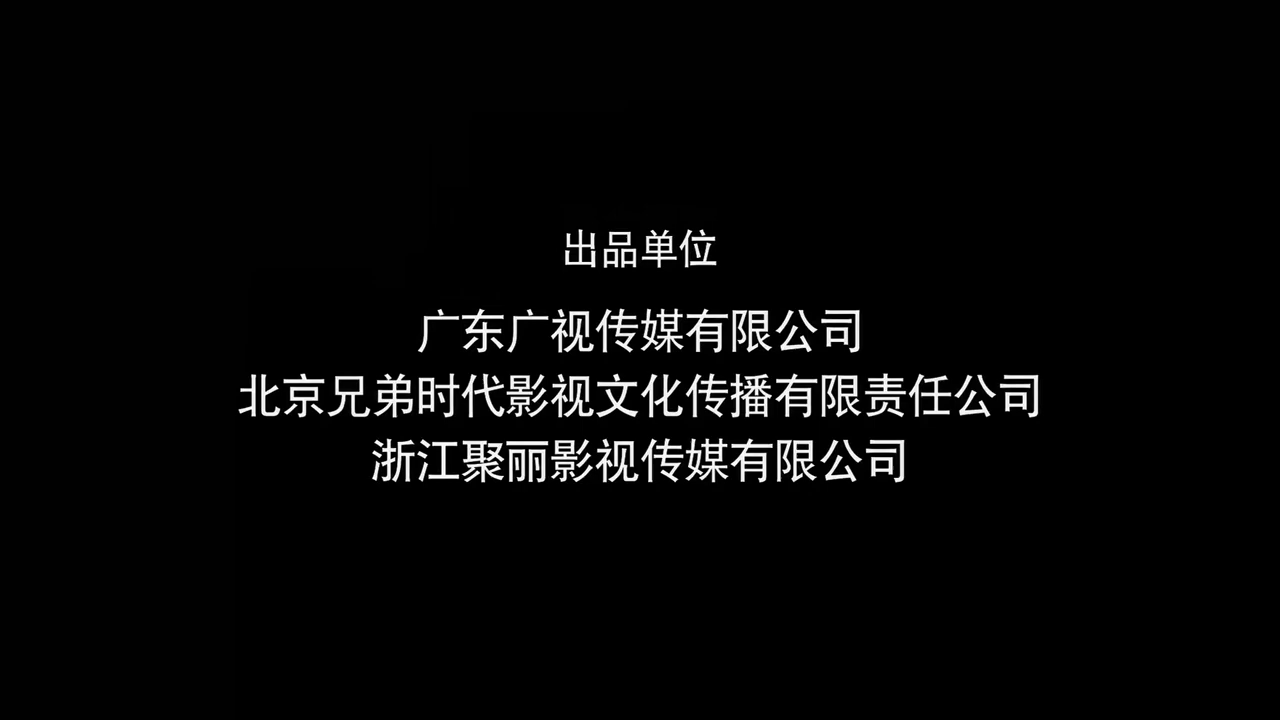 出品单位
广东广视传媒有限公司
北京兄弟时代影视文化传播有限责任公司
浙江聚丽影视传媒有限公司